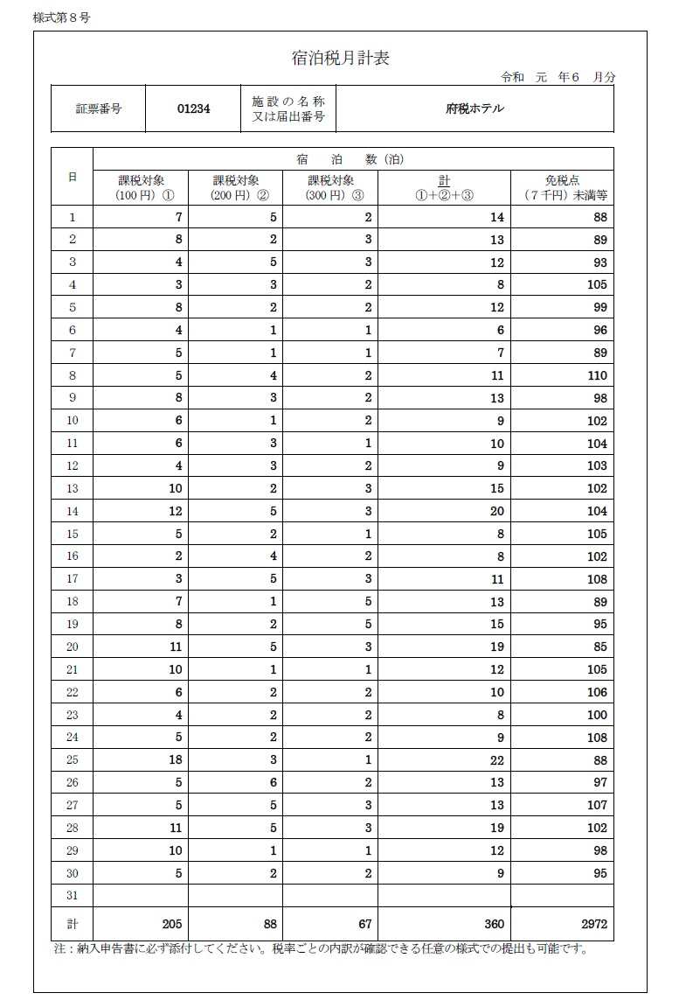 様式第８号
宿泊税月計表
令和　元　年６　月分
証票番号 01234 施設の名称 府税ホテル
又は届出番号
日 宿　泊　数（泊）
課税対象 課税対象 課税対象 計 免税点
（100 円）① （200 円）② （300 円）③ ①＋②＋③ （７千円）未満等
1 7 5 2 14 88
2 8 2 3 13 89
3 4 5 3 12 93
4 3 3 2 8 105
5 8 2 2 12 99
6 4 1 1 6 96
7 5 1 1 7 89
8 5 4 2 11 110
9 8 3 2 13 98
10 6 1 2 9 102
11 6 3 1 10 104
12 4 3 2 9 103
13 10 2 3 15 102
14 12 5 3 20 104
15 5 2 1 8 105
16 2 4 2 8 102
17 3 5 3 11 108
18 7 1 5 13 89
19 8 2 5 15 95
20 11 5 3 19 85
21 10 1 1 12 105
22 6 2 2 10 106
23 4 2 2 8 100
24 5 2 2 9 108
25 18 3 1 22 88
26 5 6 2 13 97
27 5 5 3 13 107
28 11 5 3 19 102
29 10 1 1 12 98
30 5 2 2 9 95
31
計 205 88 67 360 2972
注：納入申告書に必ず添付してください。税率ごとの内訳が確認できる任意の様式での提出も可能です。